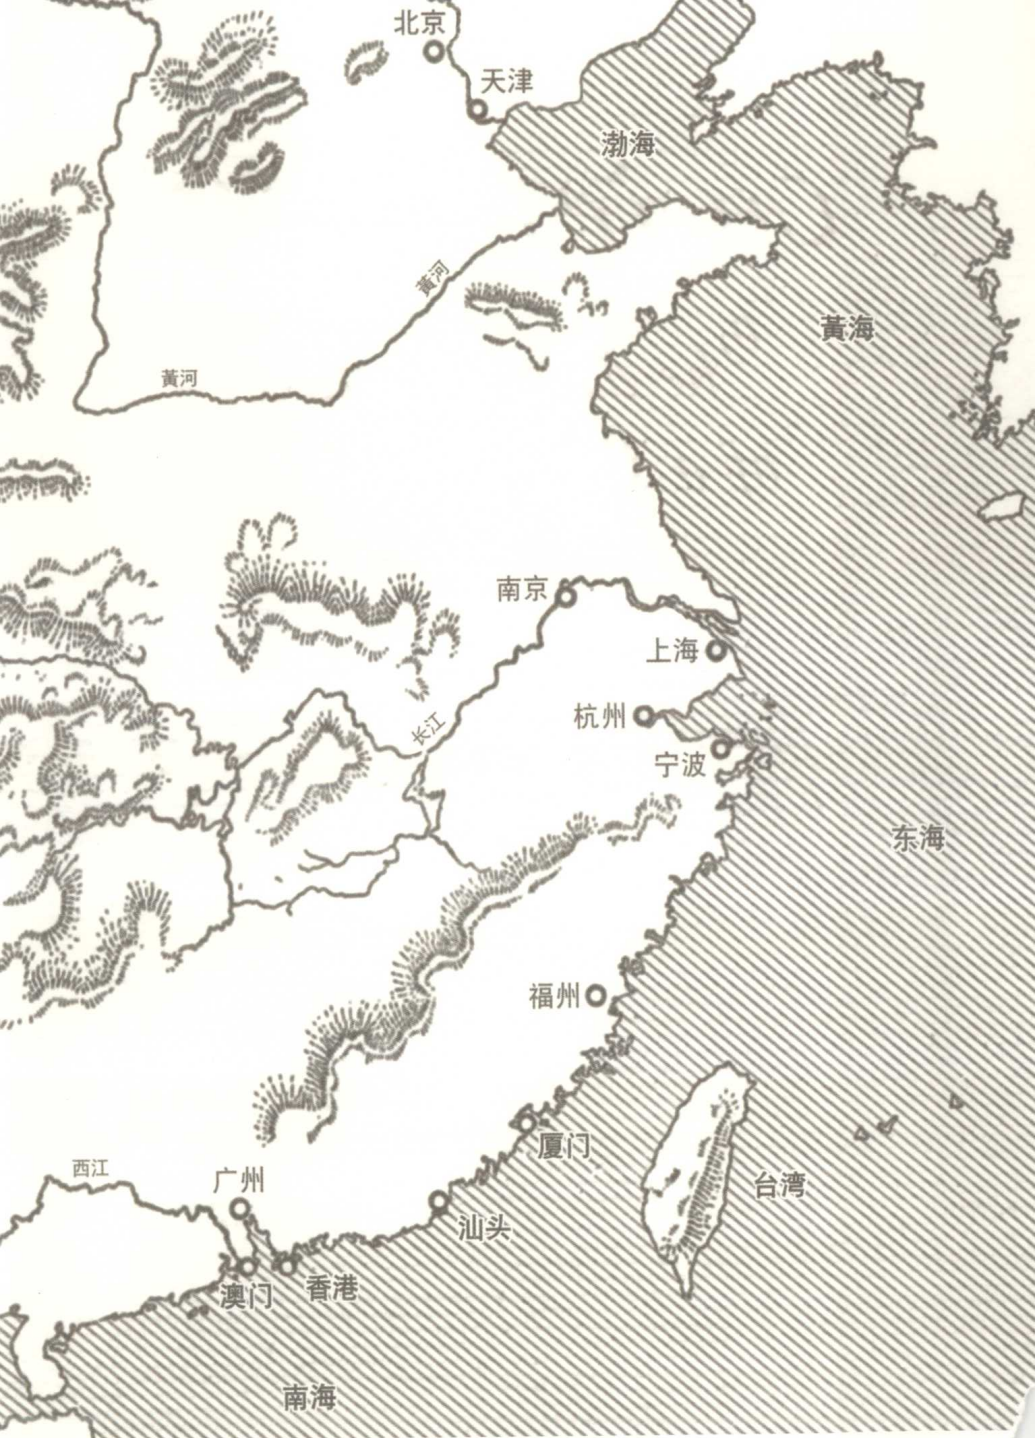 北京
天津
渤海
黃河
黃海
黃河
南京
上海
长江
杭州
宁波
东海
福州
厦门
西江
广州
台湾
汕头
澳门
香港
南海